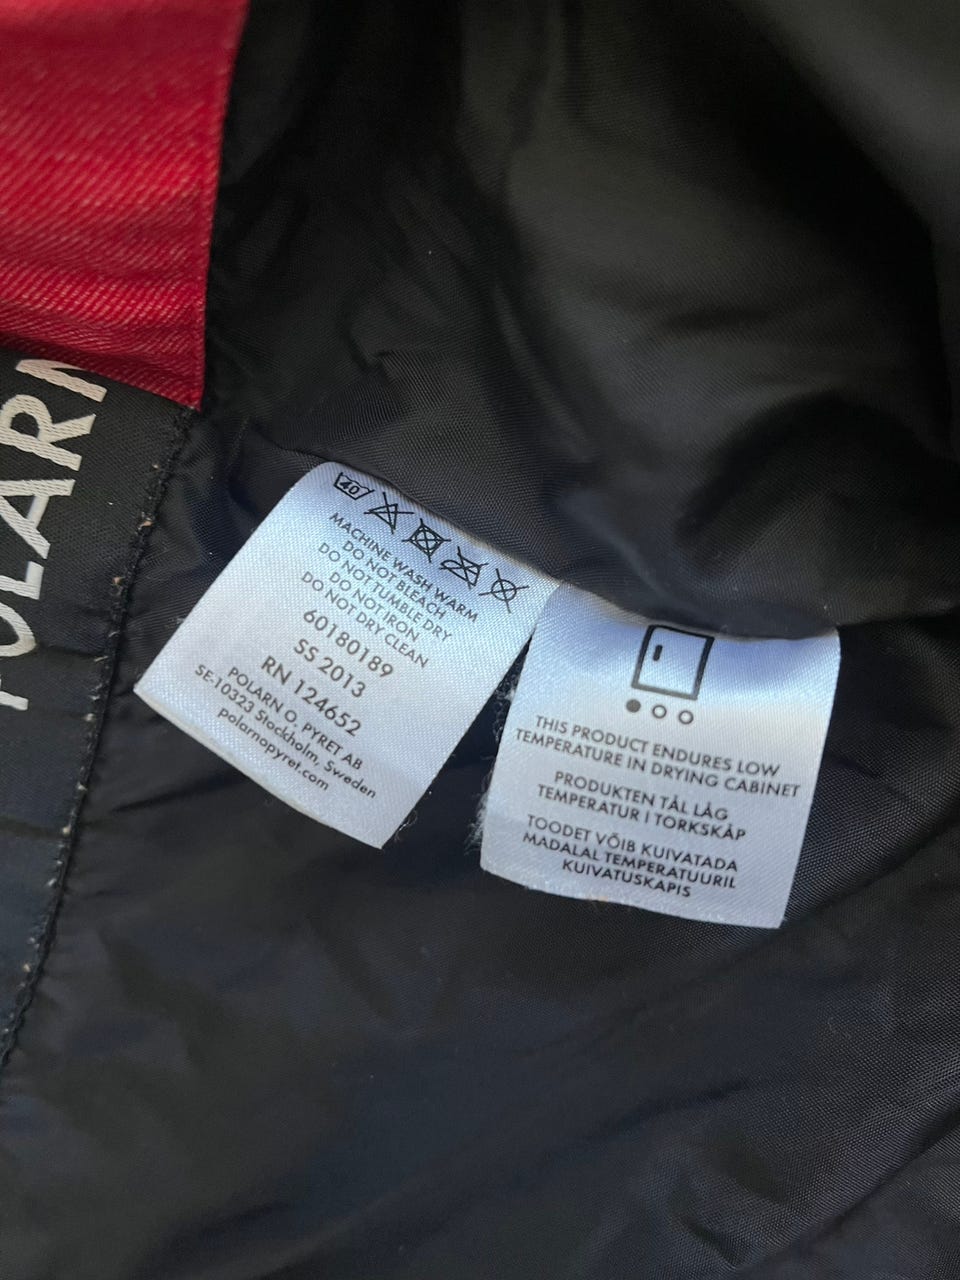 POLARN
40
MACHINE WASH WARM
DO NOT BLEACH
DO NOT TUMBLE DRY
DO NOT IRON
DO NOT DRY CLEAN
60180189
SS 2013
RN 124652
POLARN O. PYRET AB
SE-10323 Stockholm, Sweden
polarnopyret.com
THIS PRODUCT ENDURES LOW
TEMPERATURE IN DRYING CABINET
PRODUKTEN TÅL LÅG
TEMPERATUR I TORKSKÅP
TOODET VÕIB KUIVATADA
MADALAL TEMPERATUURIL
KUIVATUSKAPIS